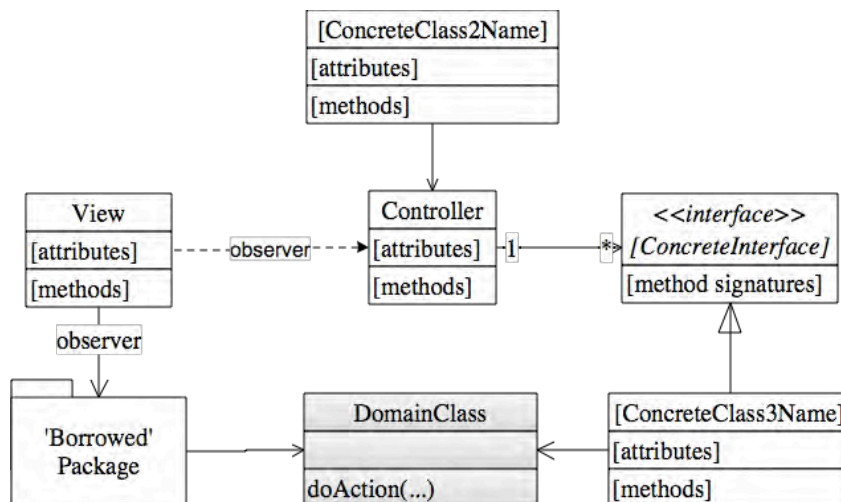 [ConcreteClass2Name]
[attributes]
[methods]
View
[attributes]
[methods]
observer
Controller
[attributes]
[methods]
1
*
<<interface>>
[ConcreteInterface]
[method signatures]
observer
'Borrowed'
Package
DomainClass
doAction(...)
[ConcreteClass3Name]
[attributes]
[methods]